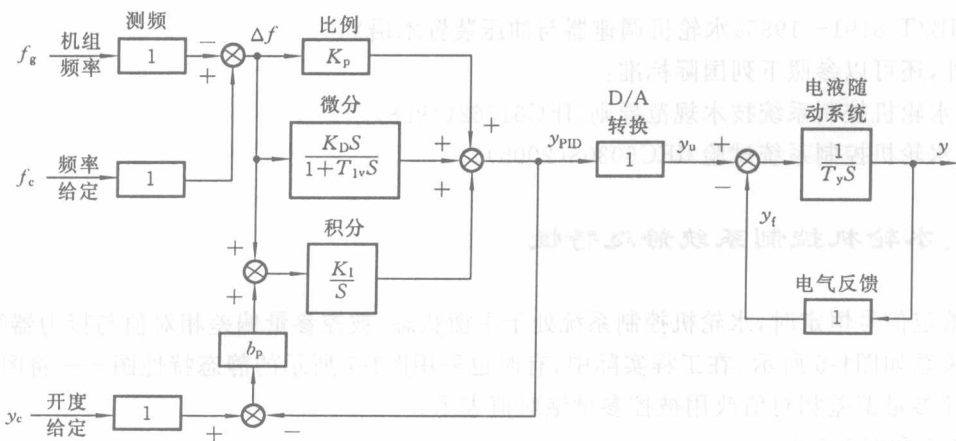 测频
比例
机组
f_g
1
−
Δf
K_P
频率
+
+
微分
D/A
转换
电液随
动系统
K_D S
1+T_1v S
+
+
y_PID
1
y_u
+
−
1
T_y S
y
频率
f_c
1
给定
积分
+
+
K_I
S
y_f
电气反馈
1
b_p
开度
y_c
1
给定
+
−